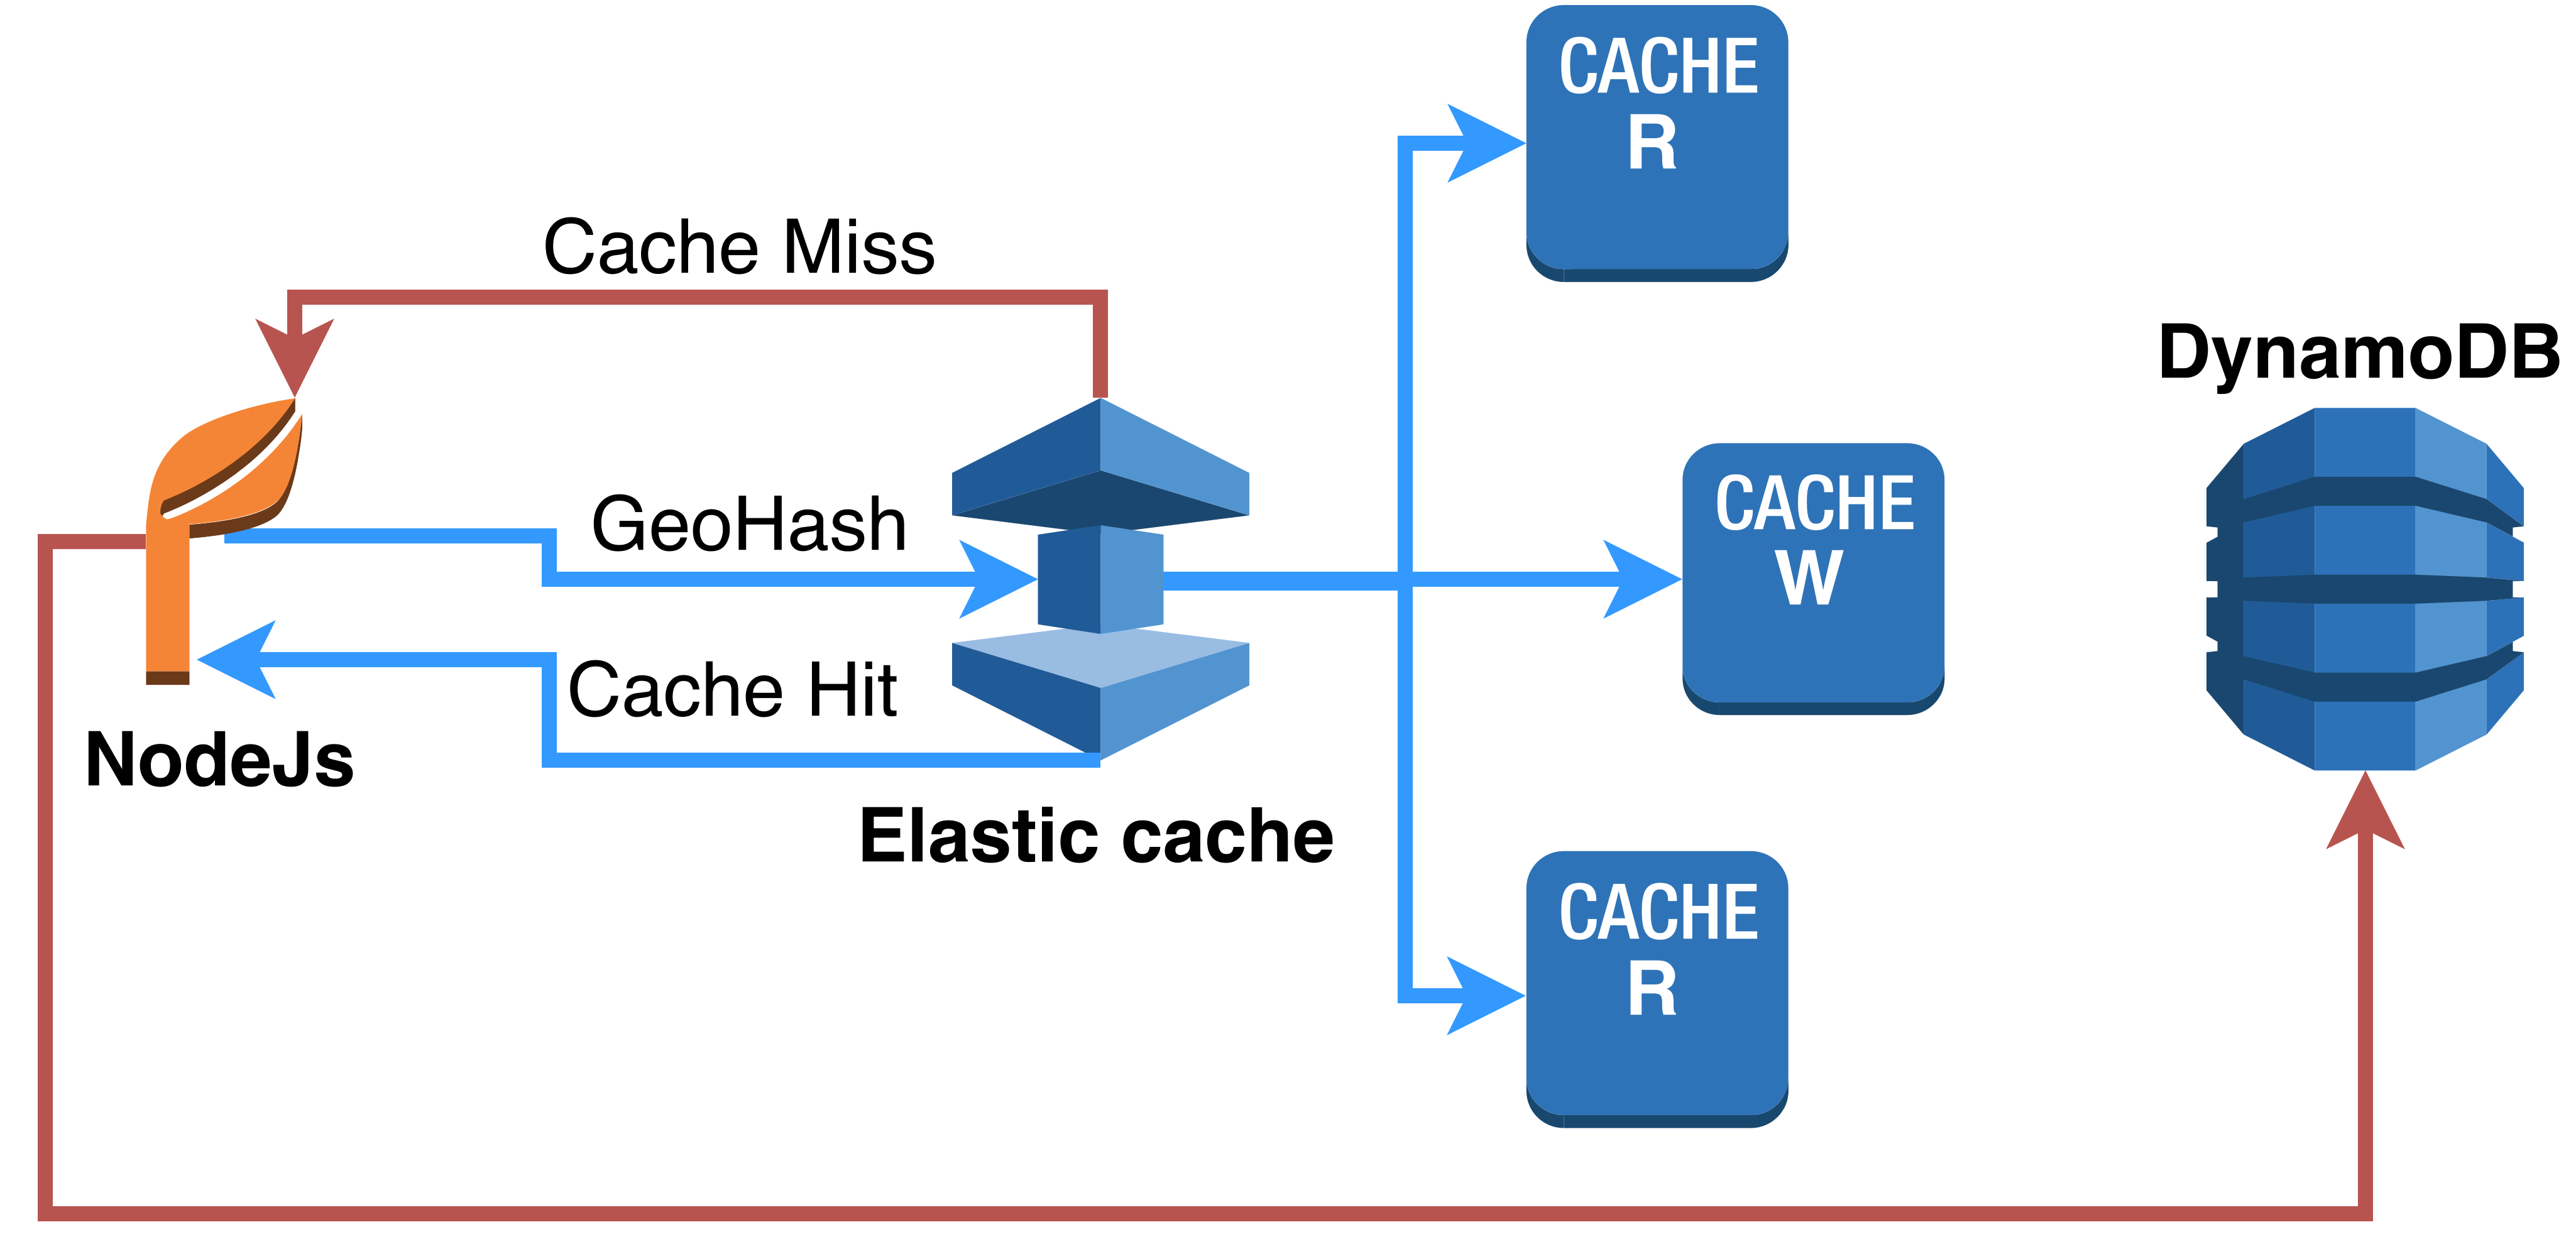 CACHE
R
Cache Miss
DynamoDB
GeoHash
CACHE
W
Cache Hit
NodeJs
Elastic cache
CACHE
R